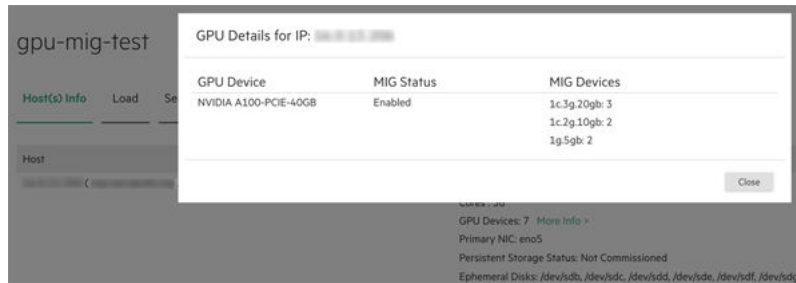 gpu-mig-test
GPU Details for IP:
GPU Device MIG Status MIG Devices
NVIDIA A100-PCIE-40GB Enabled 1c.3g.20gb: 3
1c.2g.10gb: 2
1g.5gb: 2
Close
Host(s) Info Load Se
Host
GPU Devices: 7 More Info >
Primary NIC: eno5
Persistent Storage Status: Not Commissioned
Ephemeral Disks: /dev/sdb, /dev/sdc, /dev/sdd, /dev/sde, /dev/sdf, /dev/sdg